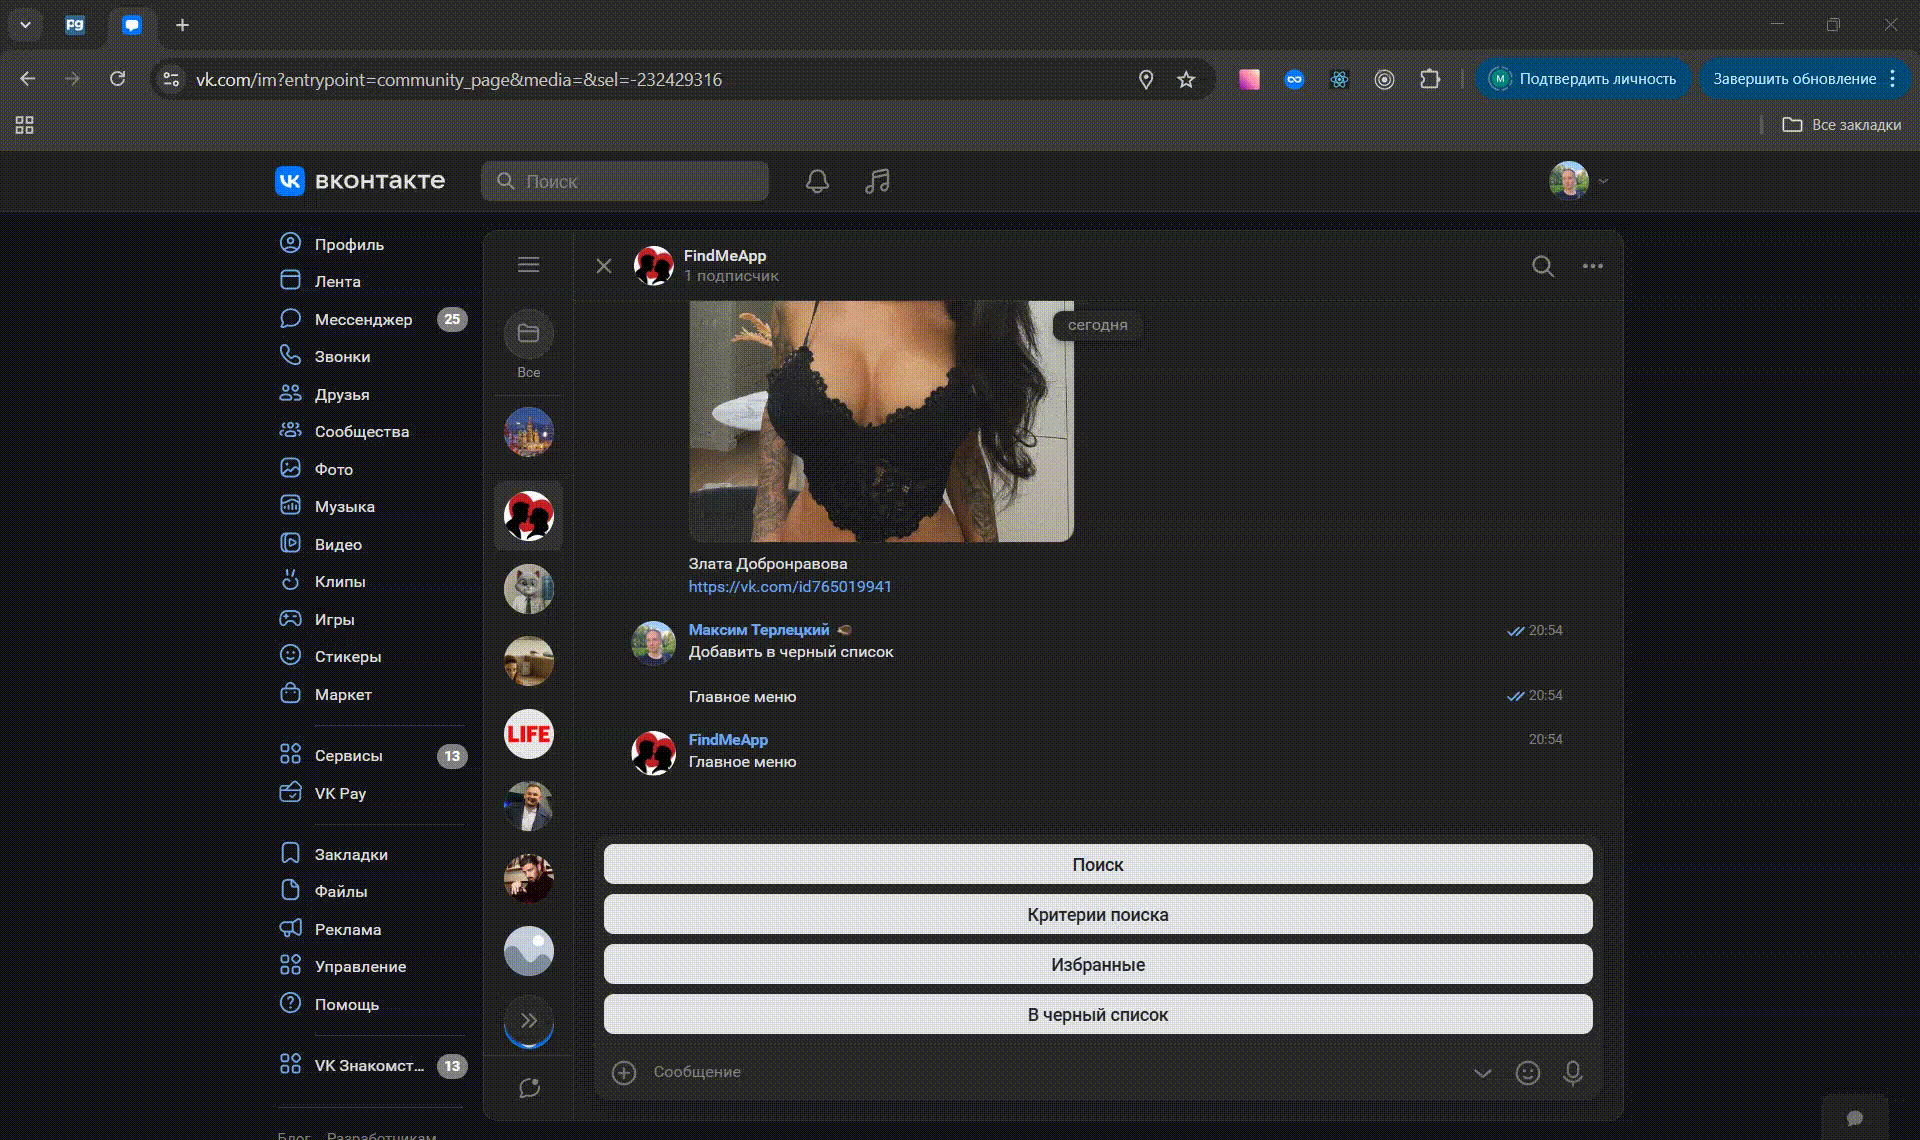 pg
vk.com/im?entrypoint=community_page&media=&sel=-232429316
М
Подтвердить личность
Завершить обновление
Все закладки
вконтакте
Поиск
Профиль
Лента
Мессенджер 25
Звонки
Друзья
Сообщества
Фото
Музыка
Видео
Клипы
Игры
Стикеры
Маркет
Сервисы 13
VK Pay
Закладки
Файлы
Реклама
Управление
Помощь
VK Знакомст... 13
Блог Разработчикам
Все
LIFE
FindMeApp
1 подписчик
сегодня
Злата Добронравова
https://vk.com/id765019941
Максим Терлецкий 20:54
Добавить в черный список
Главное меню 20:54
FindMeApp 20:54
Главное меню
Поиск
Критерии поиска
Избранные
В черный список
Сообщение